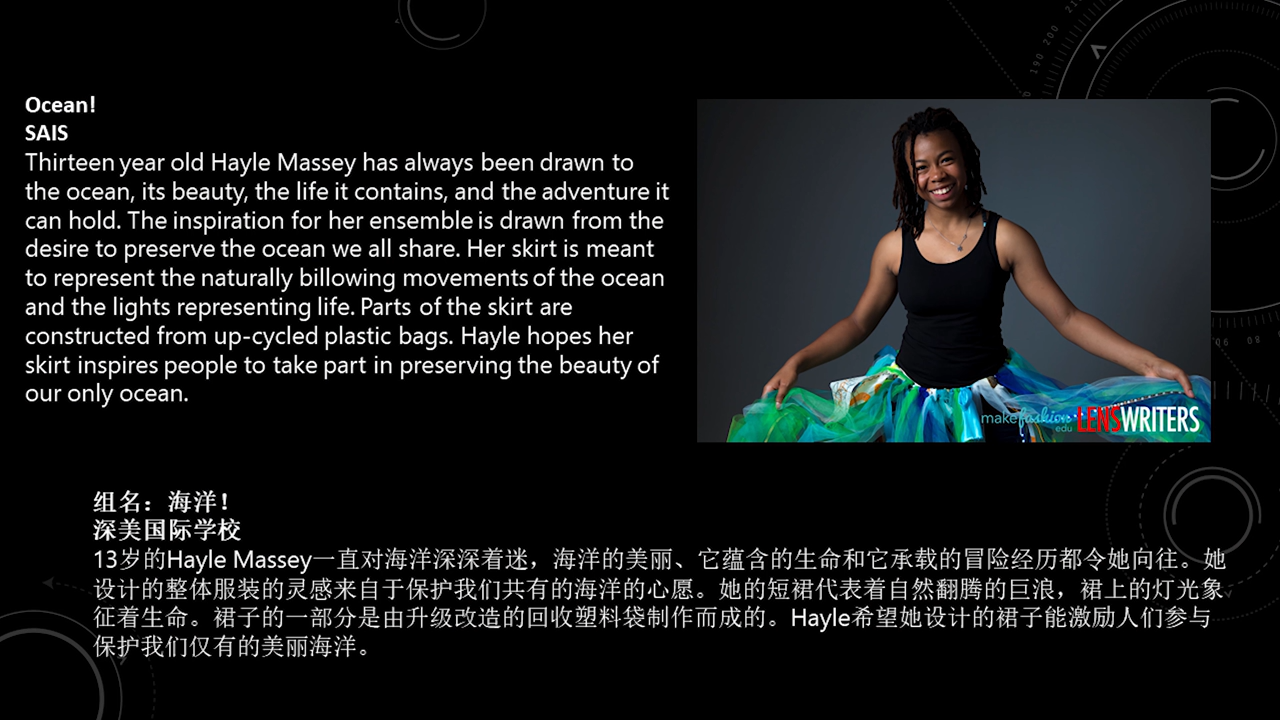 Ocean!
SAIS
Thirteen year old Hayle Massey has always been drawn to
the ocean, its beauty, the life it contains, and the adventure it
can hold. The inspiration for her ensemble is drawn from the
desire to preserve the ocean we all share. Her skirt is meant
to represent the naturally billowing movements of the ocean
and the lights representing life. Parts of the skirt are
constructed from up-cycled plastic bags. Hayle hopes her
skirt inspires people to take part in preserving the beauty of
our only ocean.
makefashion
edu
LENSWRITERS
组名：海洋！
深美国际学校
13岁的Hayle Massey一直对海洋深深着迷，海洋的美丽、它蕴含的生命和它承载的冒险经历都令她向往。她
设计的整体服装的灵感来自于保护我们共有的海洋的心愿。她的短裙代表着自然翻腾的巨浪，裙上的灯光象
征着生命。裙子的一部分是由升级改造的回收塑料袋制作而成的。Hayle希望她设计的裙子能激励人们参与
保护我们仅有的美丽海洋。
190 200
80